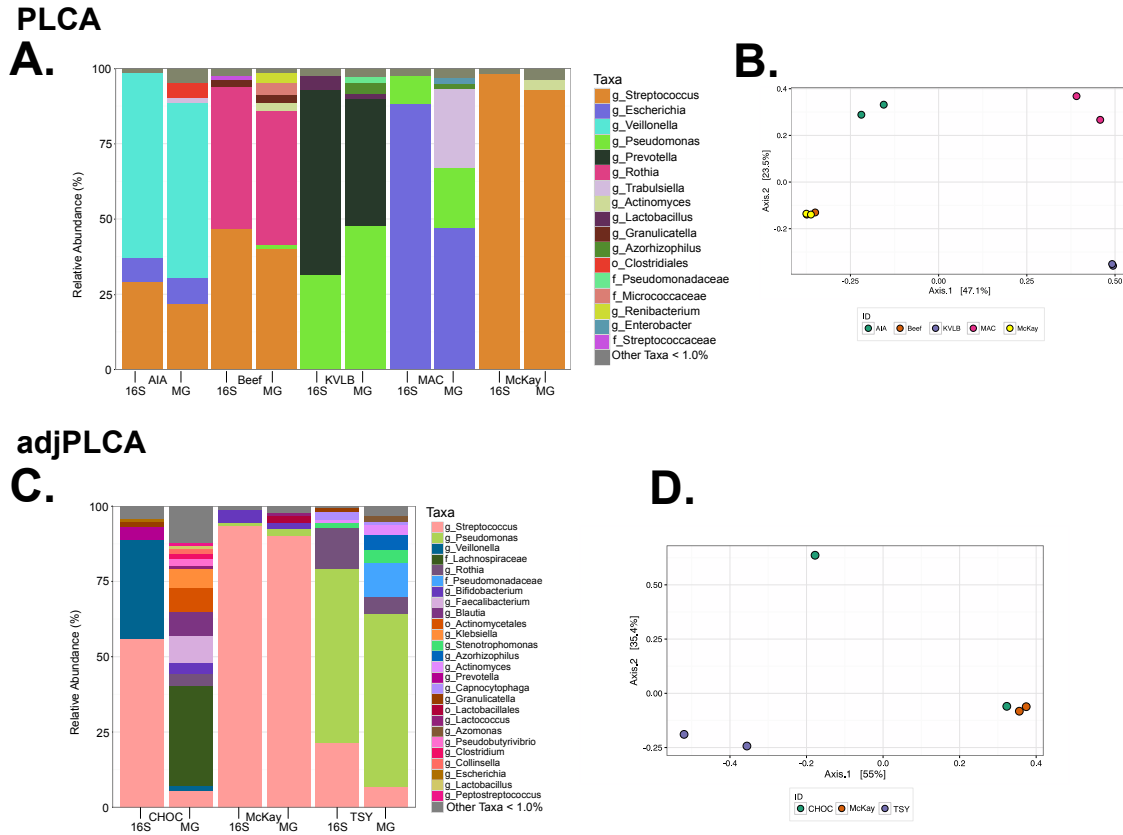 PLCA
A.
B.
100
75
50
25
0
Relative Abundance (%)
AIA
Beef
KVLB
MAC
McKay
16S MG 16S MG 16S MG 16S MG 16S MG
Taxa
g_Streptococcus
g_Escherichia
g_Veillonella
g_Pseudomonas
g_Prevotella
g_Rothia
g_Trabulsiella
g_Actinomyces
g_Lactobacillus
g_Granulicatella
g_Azorhizophilus
o_Clostridiales
f_Pseudomonadaceae
f_Micrococcaceae
g_Renibacterium
g_Enterobacter
f_Streptococcaceae
Other Taxa < 1.0%
0.4
0.2
0.0
-0.2
Axis.2 [23.5%]
-0.25 0.00 0.25 0.50
Axis.1 [47.1%]
ID
AIA Beef KVLB MAC McKay
adjPLCA
C.
D.
100
75
50
25
0
Relative Abundance (%)
CHOC
McKay
TSY
16S MG 16S MG 16S MG
Taxa
g_Streptococcus
g_Pseudomonas
g_Veillonella
f_Lachnospiraceae
g_Rothia
f_Pseudomonadaceae
g_Bifidobacterium
g_Faecalibacterium
g_Blautia
o_Actinomycetales
g_Klebsiella
g_Stenotrophomonas
g_Azorhizophilus
g_Actinomyces
g_Prevotella
g_Capnocytophaga
g_Granulicatella
o_Lactobacillales
g_Lactococcus
g_Azomonas
g_Pseudobutyrivibrio
g_Clostridium
g_Collinsella
g_Escherichia
g_Lactobacillus
g_Peptostreptococcus
Other Taxa < 1.0%
0.50
0.25
0.00
-0.25
Axis.2 [35.4%]
-0.4 -0.2 0.0 0.2 0.4
Axis.1 [55%]
ID
CHOC McKay TSY